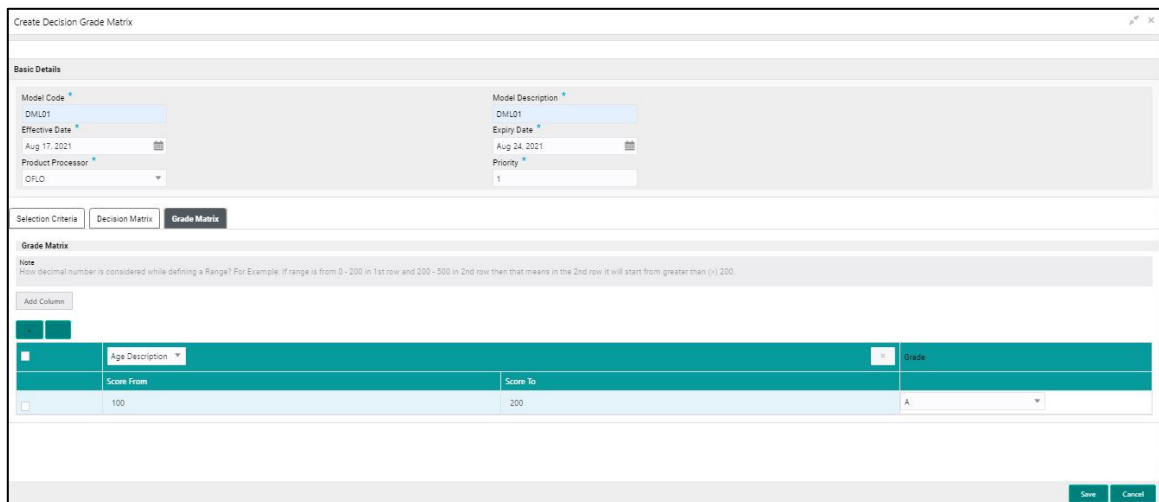 Create Decision Grade Matrix
Basic Details
Model Code *
Model Description *
DML01
DML01
Effective Date *
Expiry Date *
Aug 17, 2021
Aug 24, 2021
Product Processor *
Priority *
OFLO
1
Selection Criteria
Decision Matrix
Grade Matrix
Grade Matrix
Note
How decimal number is considered while defining a Range? For Example: If range is from 0 - 200 in 1st row and 200 - 500 in 2nd row then that means in the 2nd row it will start from greater than (>) 200.
Add Column
Age Description
Grade
Score From
Score To
100
200
A
Save
Cancel